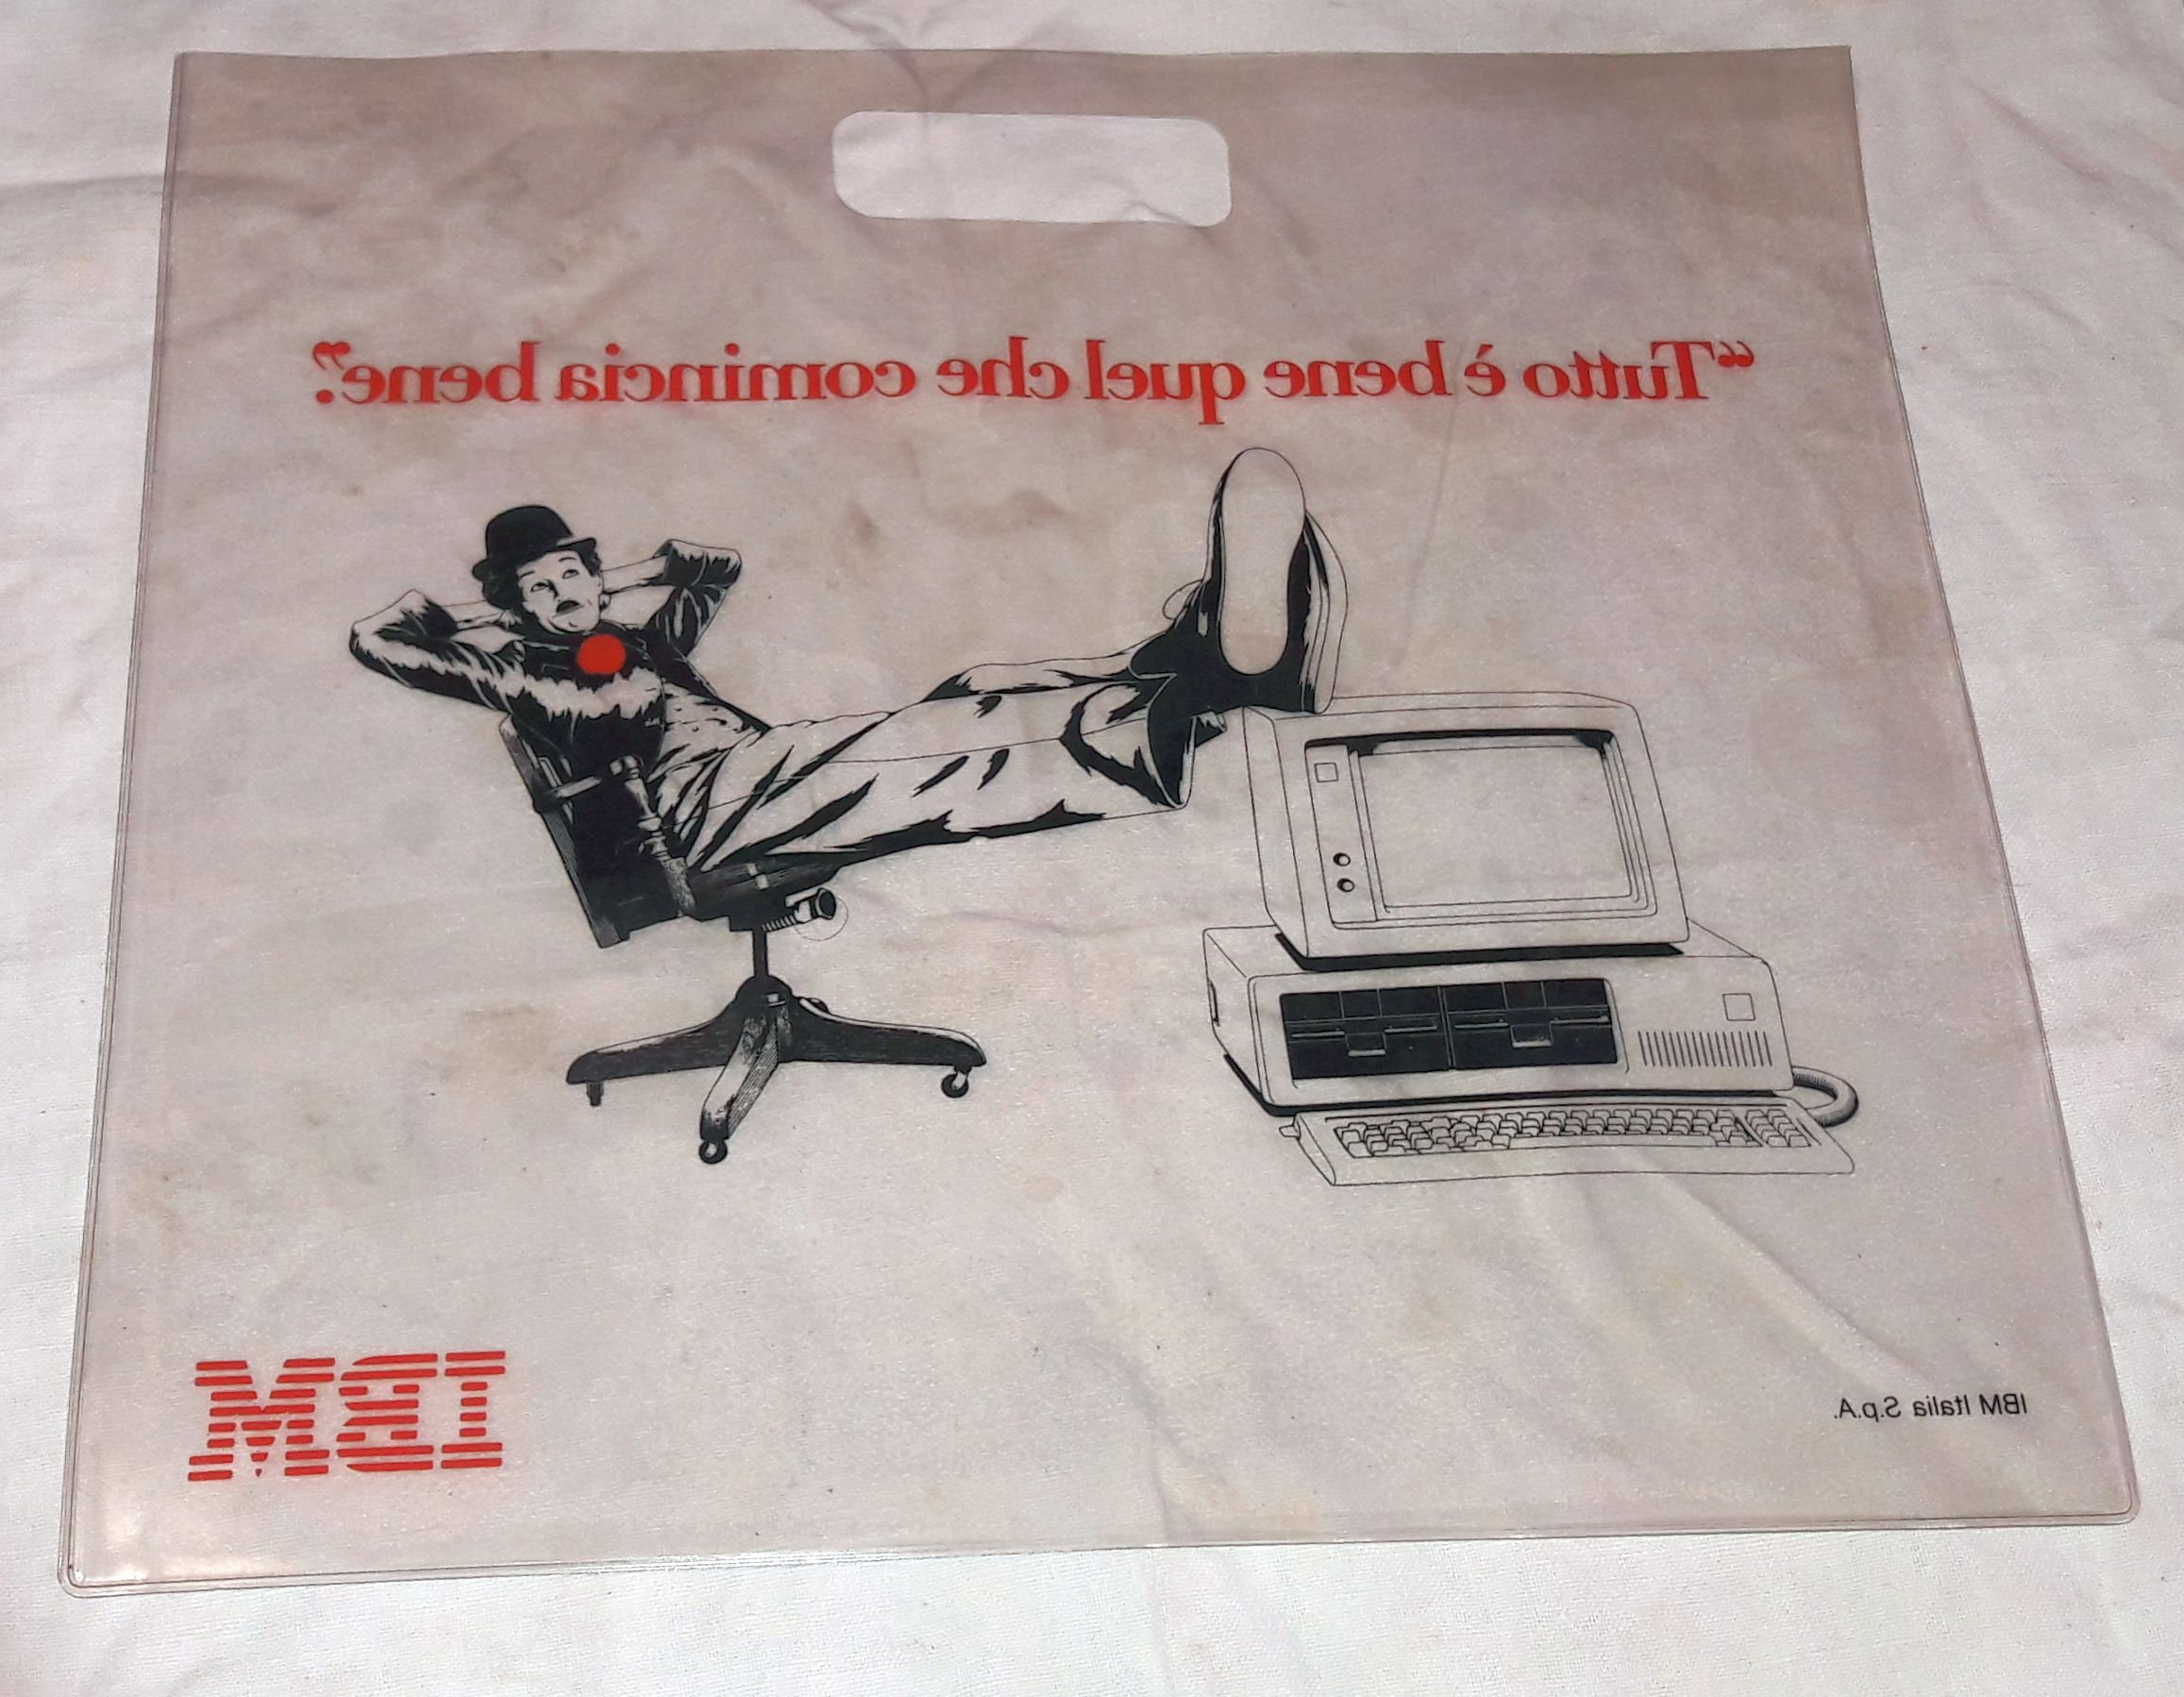 “Tutto è bene quel che comincia bene”.
IBM Italia S.p.A.
IBM